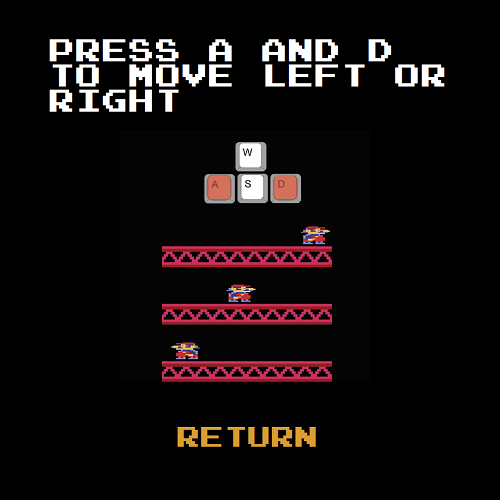 PRESS A AND D
TO MOVE LEFT OR
RIGHT
W
A S D
RETURN